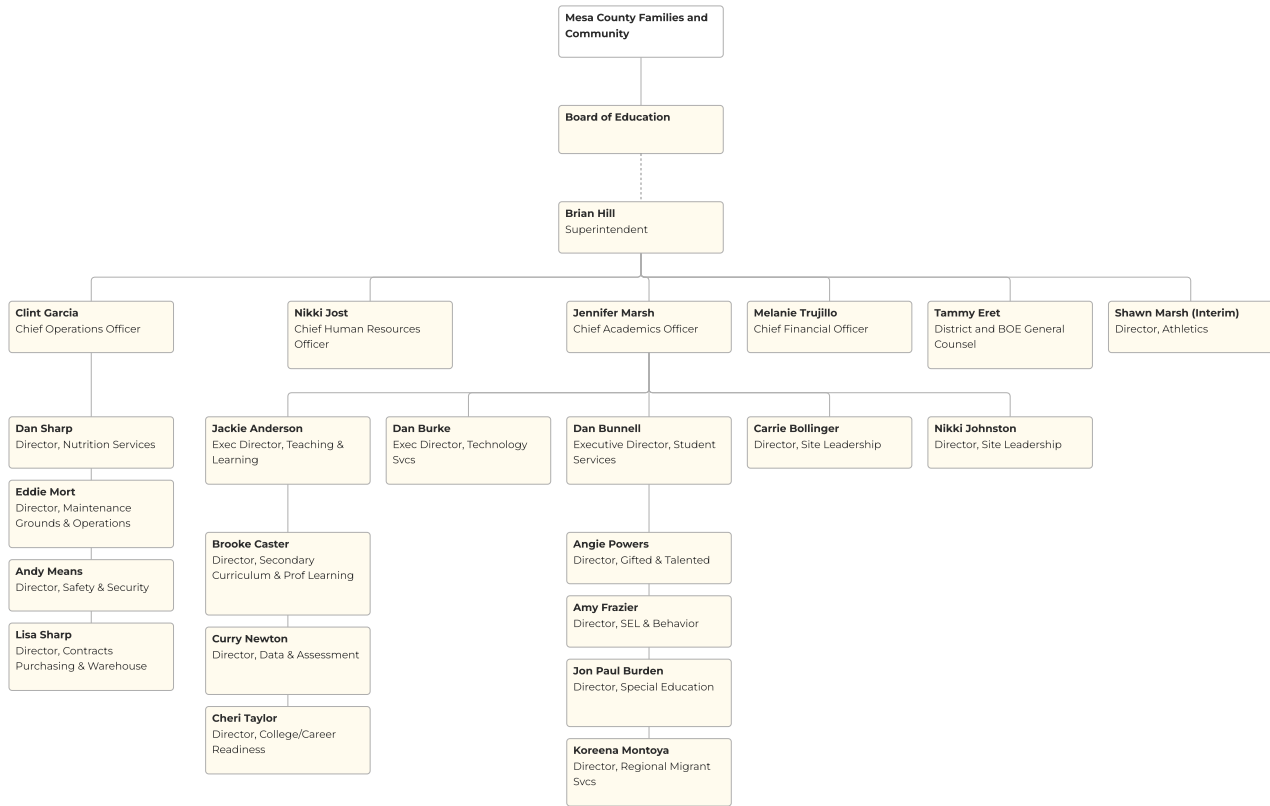 Mesa County Families and
Community
Board of Education
Brian Hill
Superintendent
Clint Garcia
Chief Operations Officer
Nikki Jost
Chief Human Resources
Officer
Jennifer Marsh
Chief Academics Officer
Melanie Trujillo
Chief Financial Officer
Tammy Eret
District and BOE General
Counsel
Shawn Marsh (Interim)
Director, Athletics
Dan Sharp
Director, Nutrition Services
Eddie Mort
Director, Maintenance
Grounds & Operations
Andy Means
Director, Safety & Security
Lisa Sharp
Director, Contracts
Purchasing & Warehouse
Jackie Anderson
Exec Director, Teaching &
Learning
Dan Burke
Exec Director, Technology
Svcs
Dan Bunnell
Executive Director, Student
Services
Carrie Bollinger
Director, Site Leadership
Nikki Johnston
Director, Site Leadership
Brooke Caster
Director, Secondary
Curriculum & Prof Learning
Curry Newton
Director, Data & Assessment
Cheri Taylor
Director, College/Career
Readiness
Angie Powers
Director, Gifted & Talented
Amy Frazier
Director, SEL & Behavior
Jon Paul Burden
Director, Special Education
Koreena Montoya
Director, Regional Migrant
Svcs